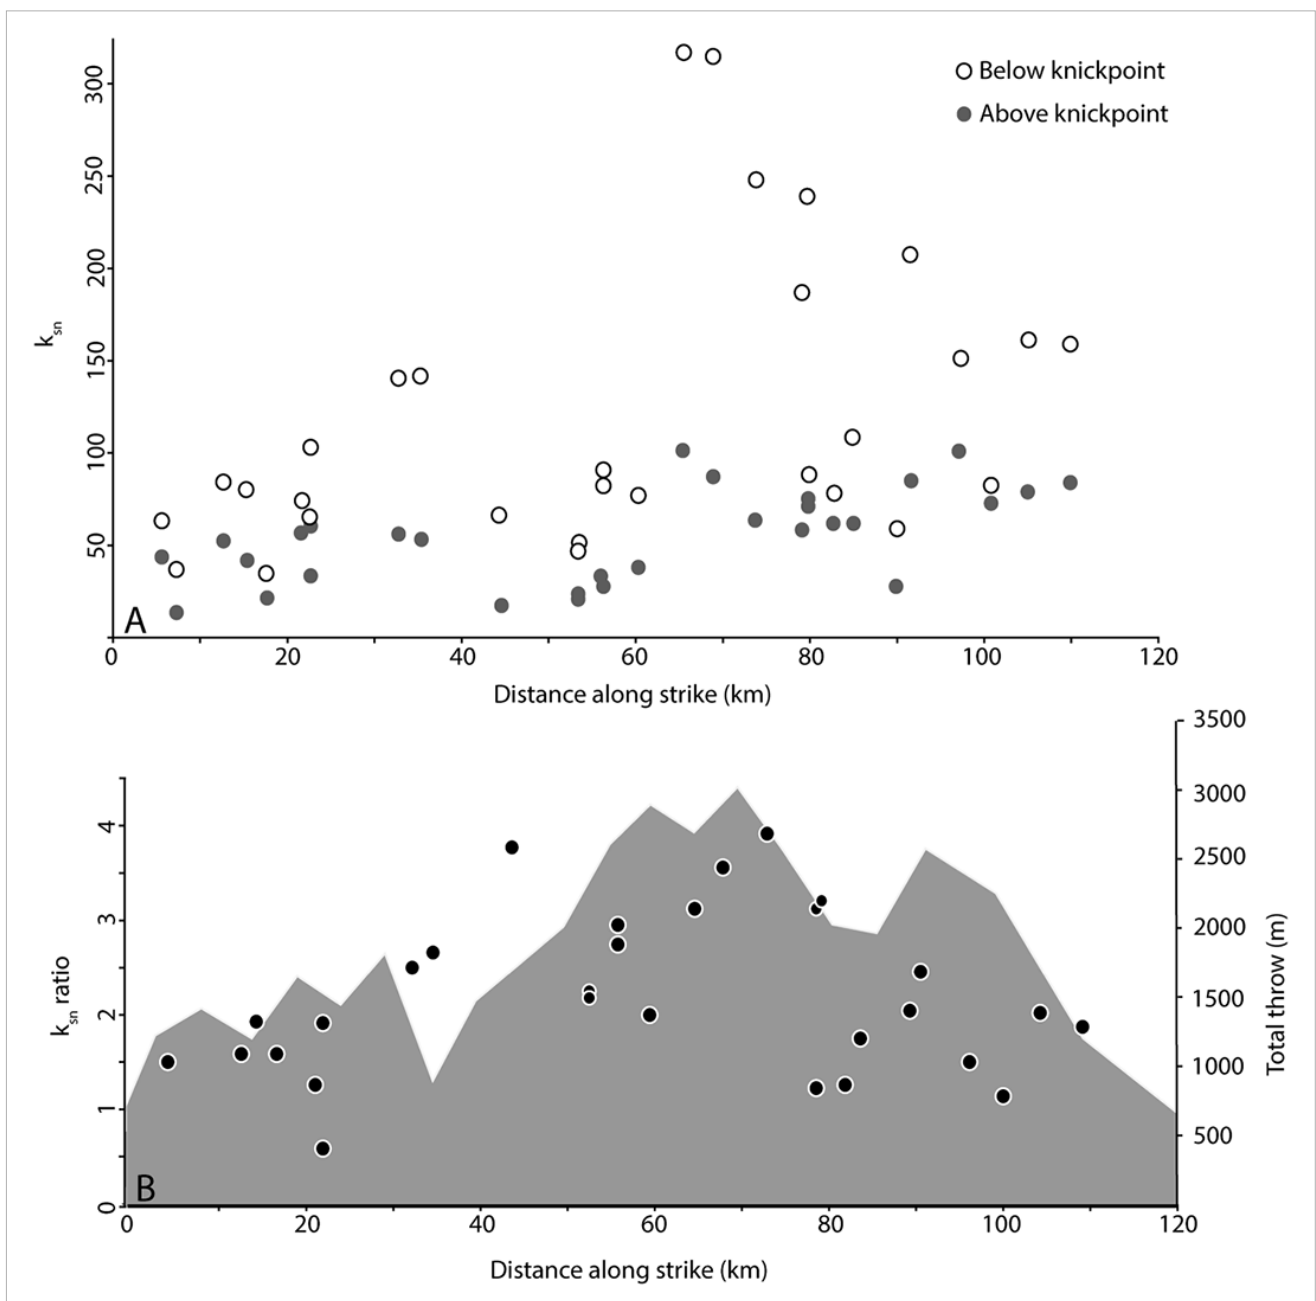 300
250
200
150
100
50
k sn
Below knickpoint
Above knickpoint
A
0 20 40 60 80 100 120
Distance along strike (km)
3500
3000
2500
2000
1500
1000
500
Total throw (m)
4
3
2
1
0
k sn ratio
B
0 20 40 60 80 100 120
Distance along strike (km)